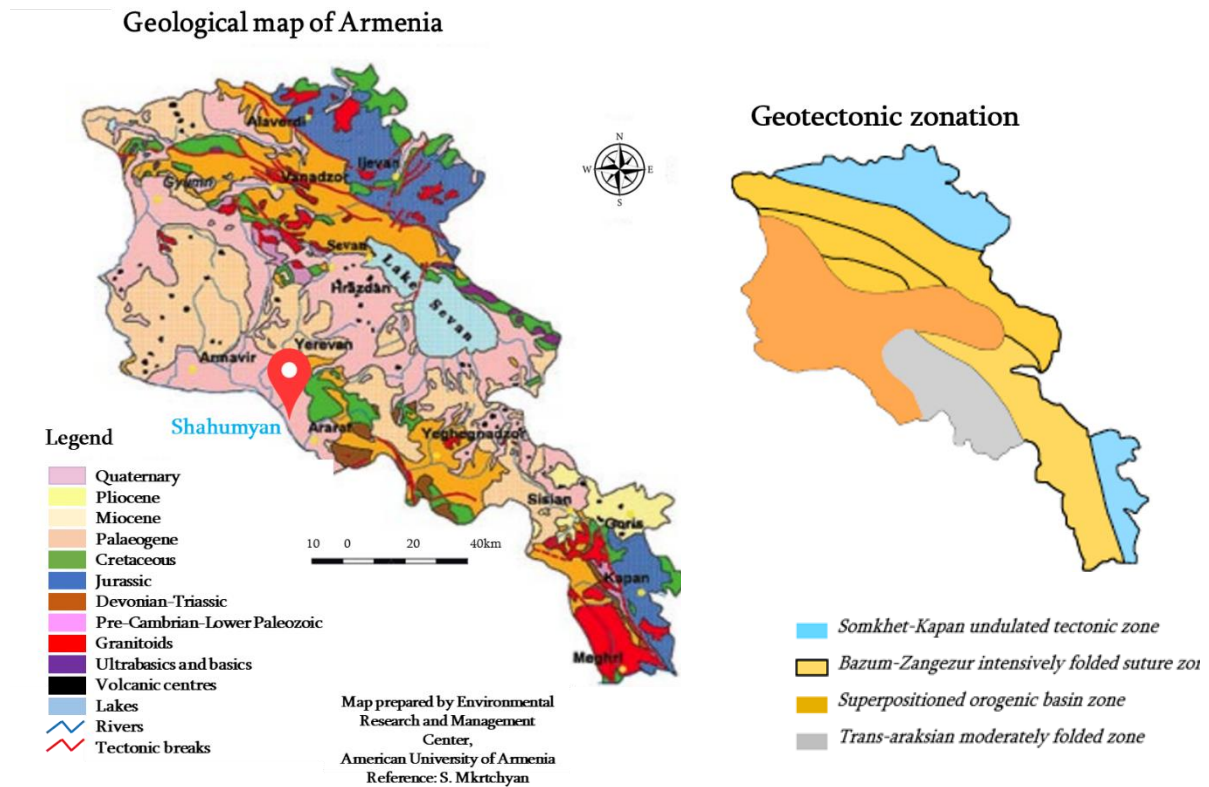 Geological map of Armenia
Alaverdi
Ijevan
Vanadzor
Gyumri
Sevan
Lake
Sevan
Hrazdan
Yerevan
Armavir
Shahumyan
Ararat
Yeghegnadzor
Sisian
Goris
Kapan
Meghri
Legend
Quaternary
Pliocene
Miocene
Palaeogene
Cretaceous
Jurassic
Devonian-Triassic
Pre-Cambrian-Lower Paleozoic
Granitoids
Ultrabasics and basics
Volcanic centres
Lakes
Rivers
Tectonic breaks
10 0 20 40km
Map prepared by Environmental
Research and Management
Center,
American University of Armenia
Reference: S. Mkrtchyan
N
W E
S
Geotectonic zonation
Somkhet-Kapan undulated tectonic zone
Bazum-Zangezur intensively folded suture zon
Superpositioned orogenic basin zone
Trans-araksian moderately folded zone